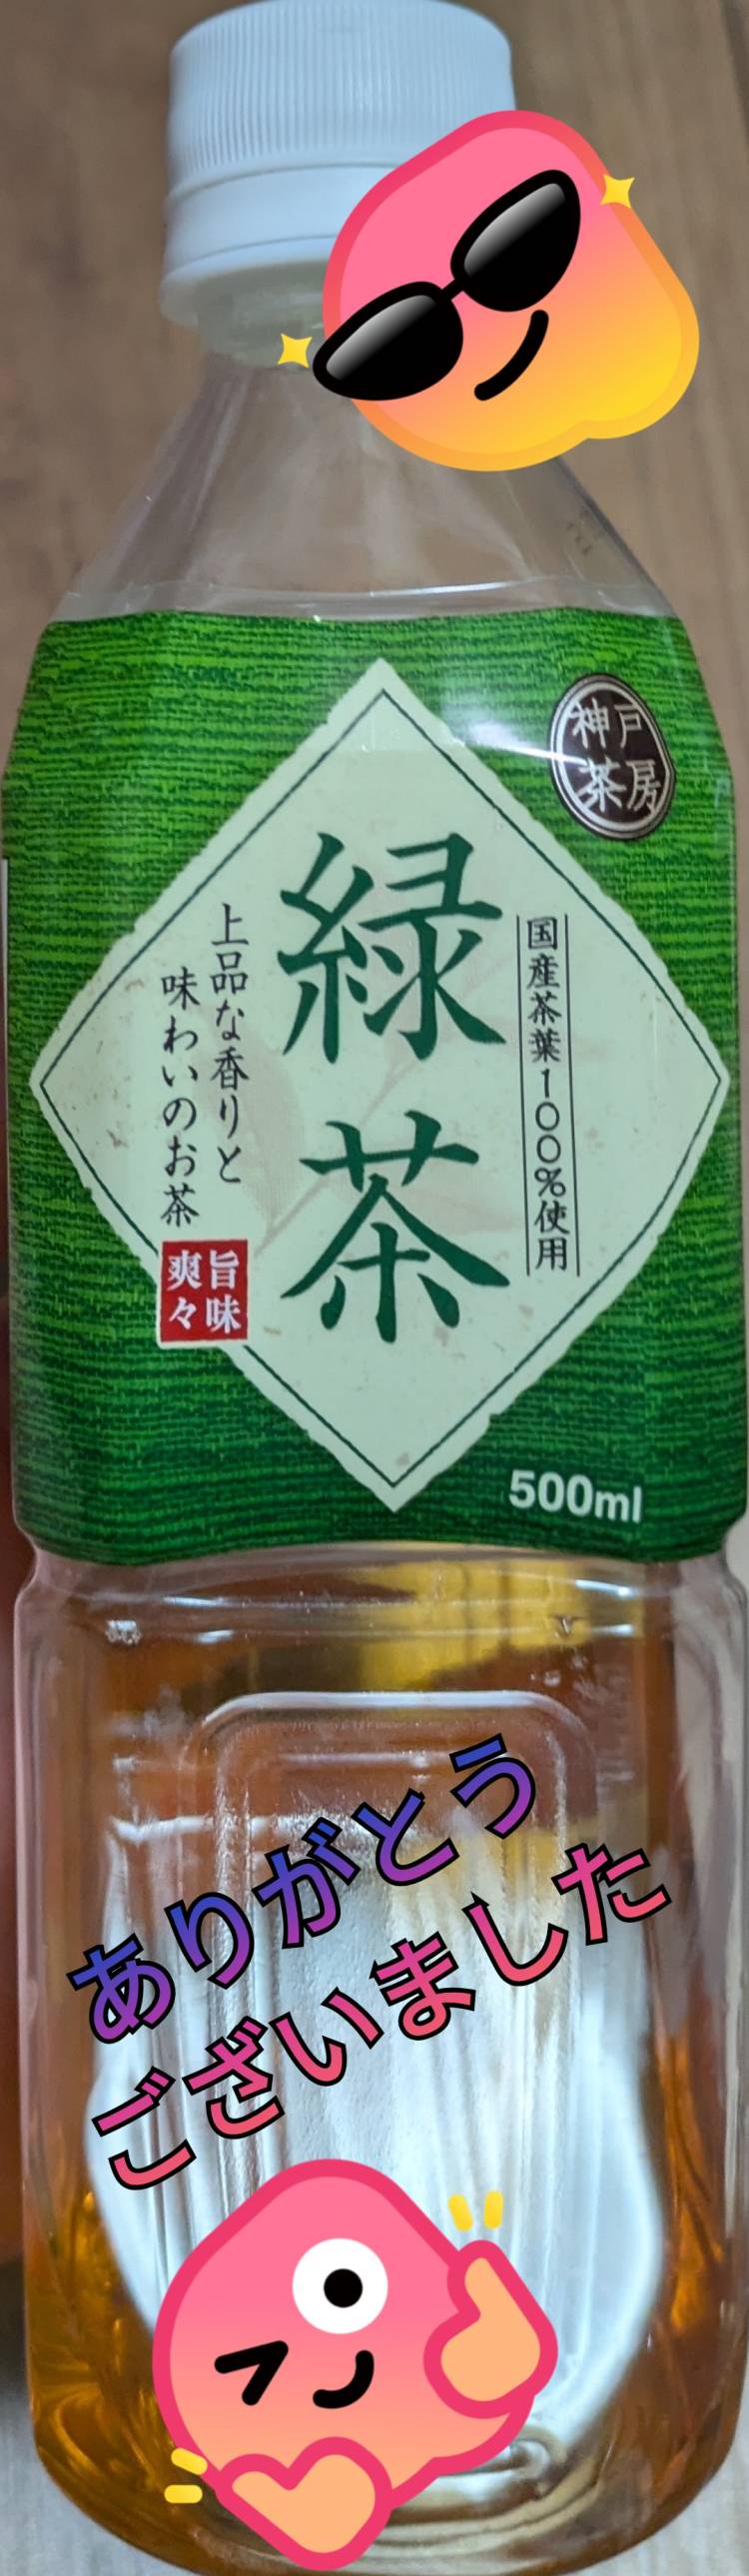 神戸
茶房
国産茶葉100%使用
緑茶
上品な香りと
味わいのお茶
旨味
爽々
500ml
ありがとう
ございました